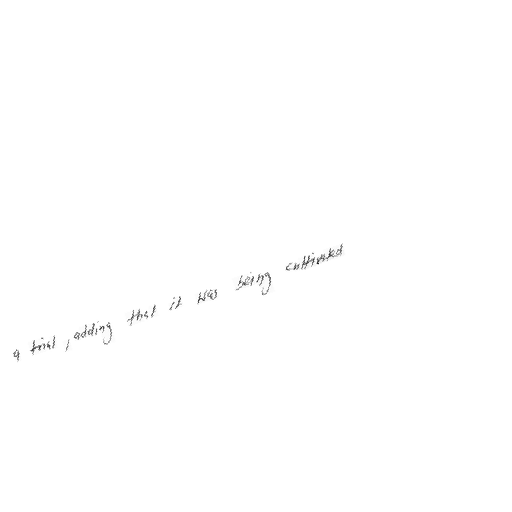 a trial , adding that it was being cultivated